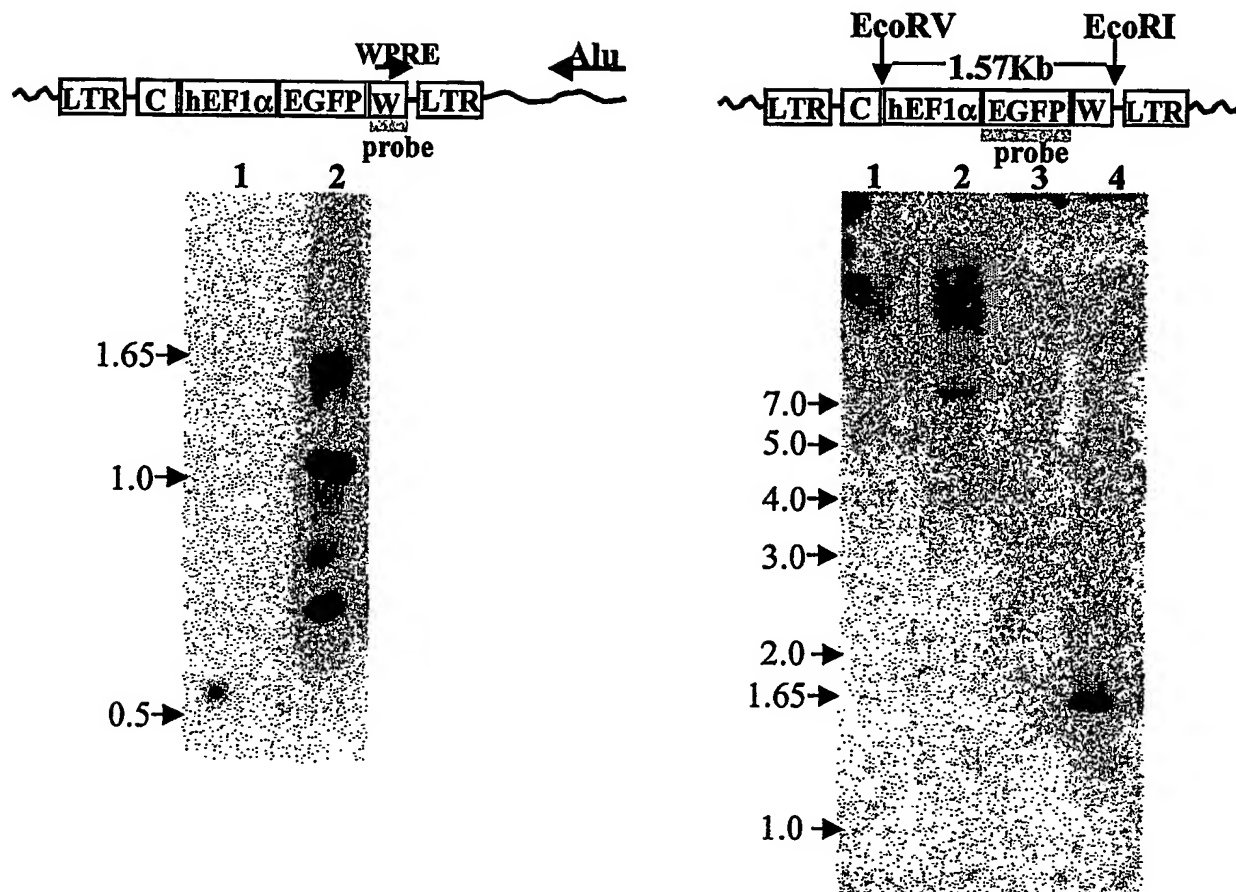 WPRE Alu
LTR C hEF1α EGFP W LTR
probe
1 2
1.65
1.0
0.5
EcoRV EcoRI
1.57Kb
LTR C hEF1α EGFP W LTR
probe
1 2 3 4
7.0
5.0
4.0
3.0
2.0
1.65
1.0